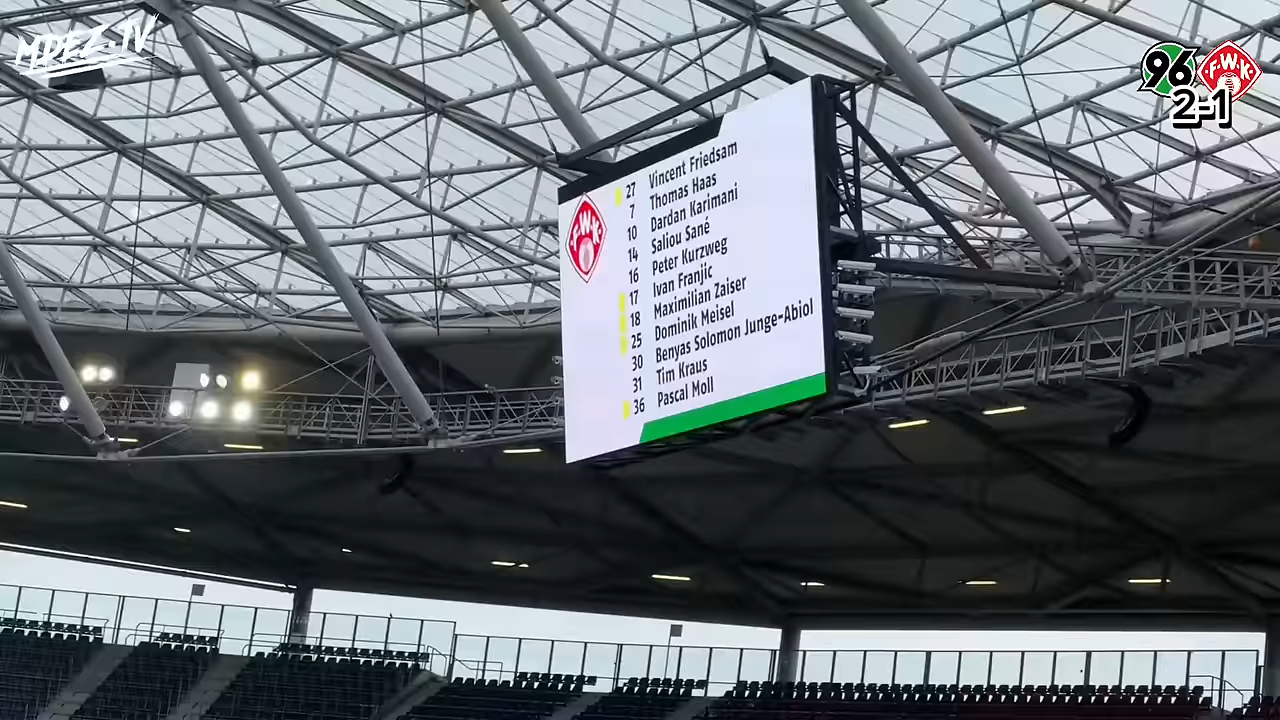 MDEZ.TV
96 F.W.K
2-1
F.W.K
27 Vincent Friedsam
7 Thomas Haas
10 Dardan Karimani
14 Saliou Sané
16 Peter Kurzweg
17 Ivan Franjic
18 Maximilian Zaiser
25 Dominik Meisel
30 Benyas Solomon Junge-Abiol
31 Tim Kraus
36 Pascal Moll